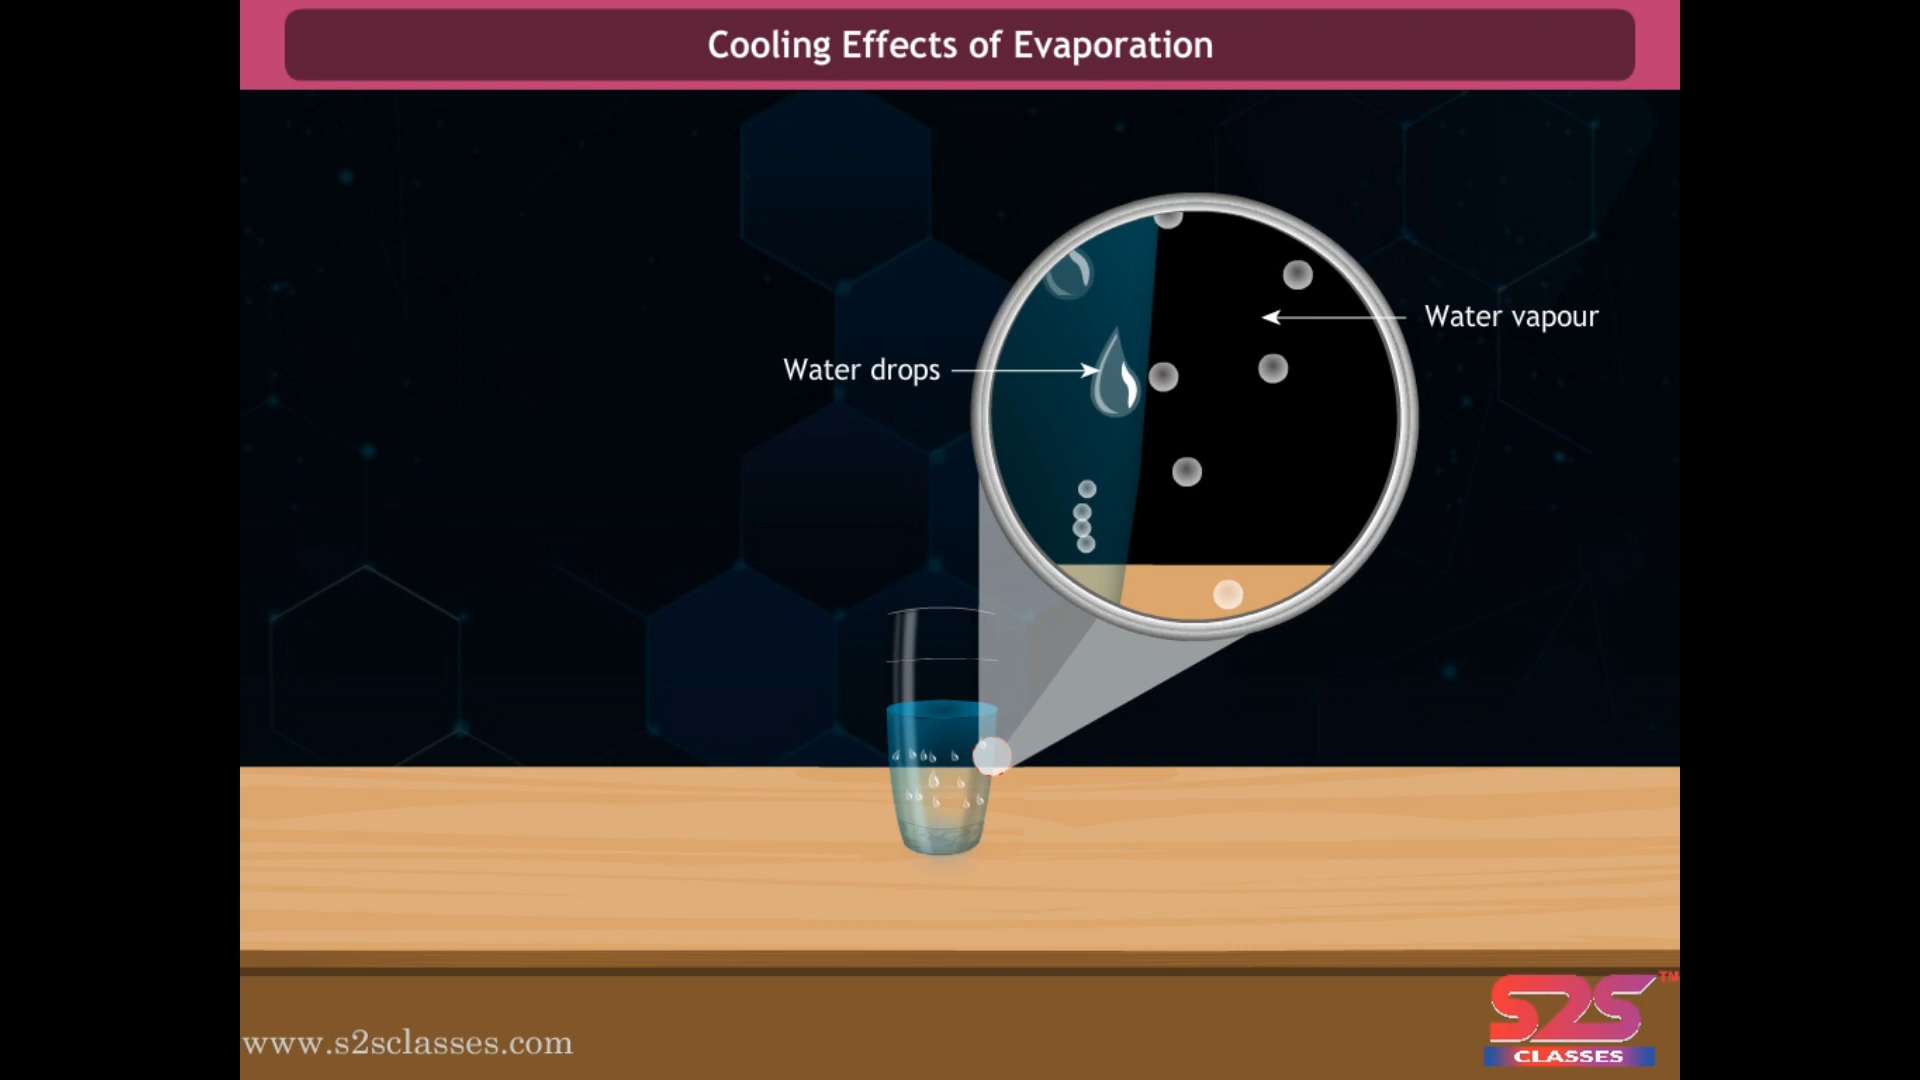 Cooling Effects of Evaporation
Water vapour
Water drops
S2S TM
CLASSES
www.s2sclasses.com